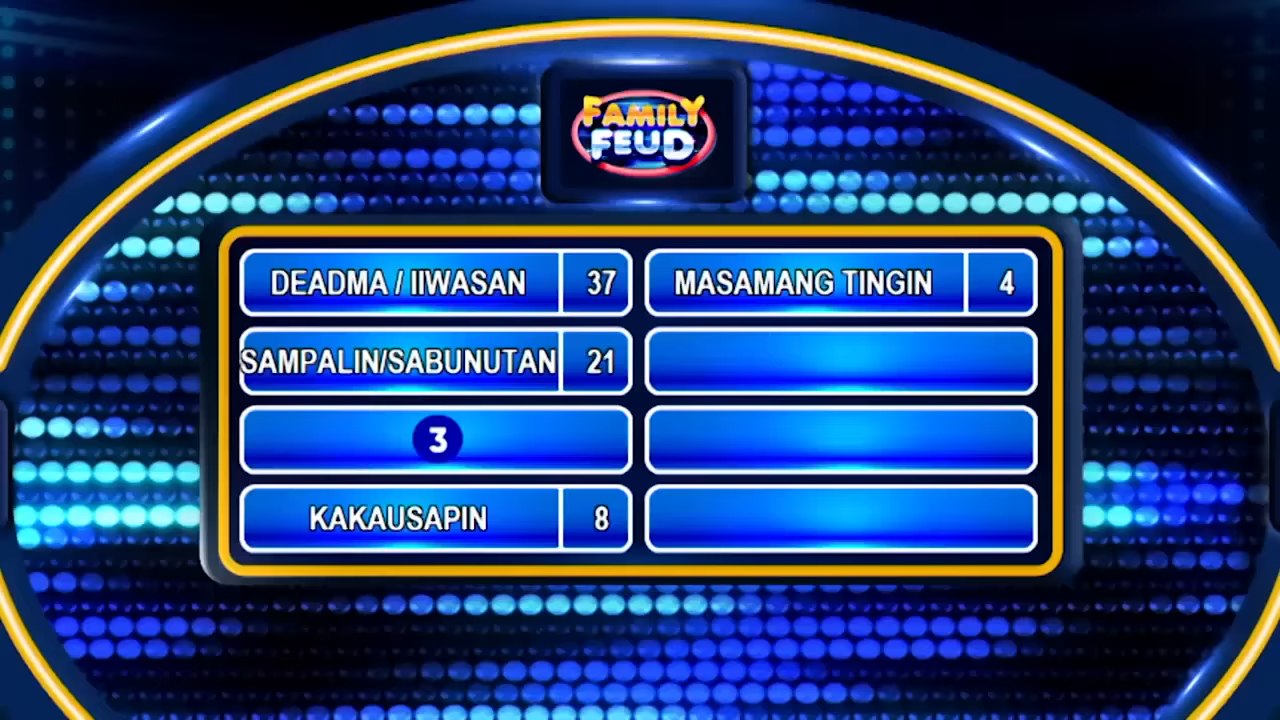 FAMILY
FEUD
DEADMA / IIWASAN 37
SAMPALIN/SABUNUTAN 21
3
KAKAUSAPIN 8
MASAMANG TINGIN 4